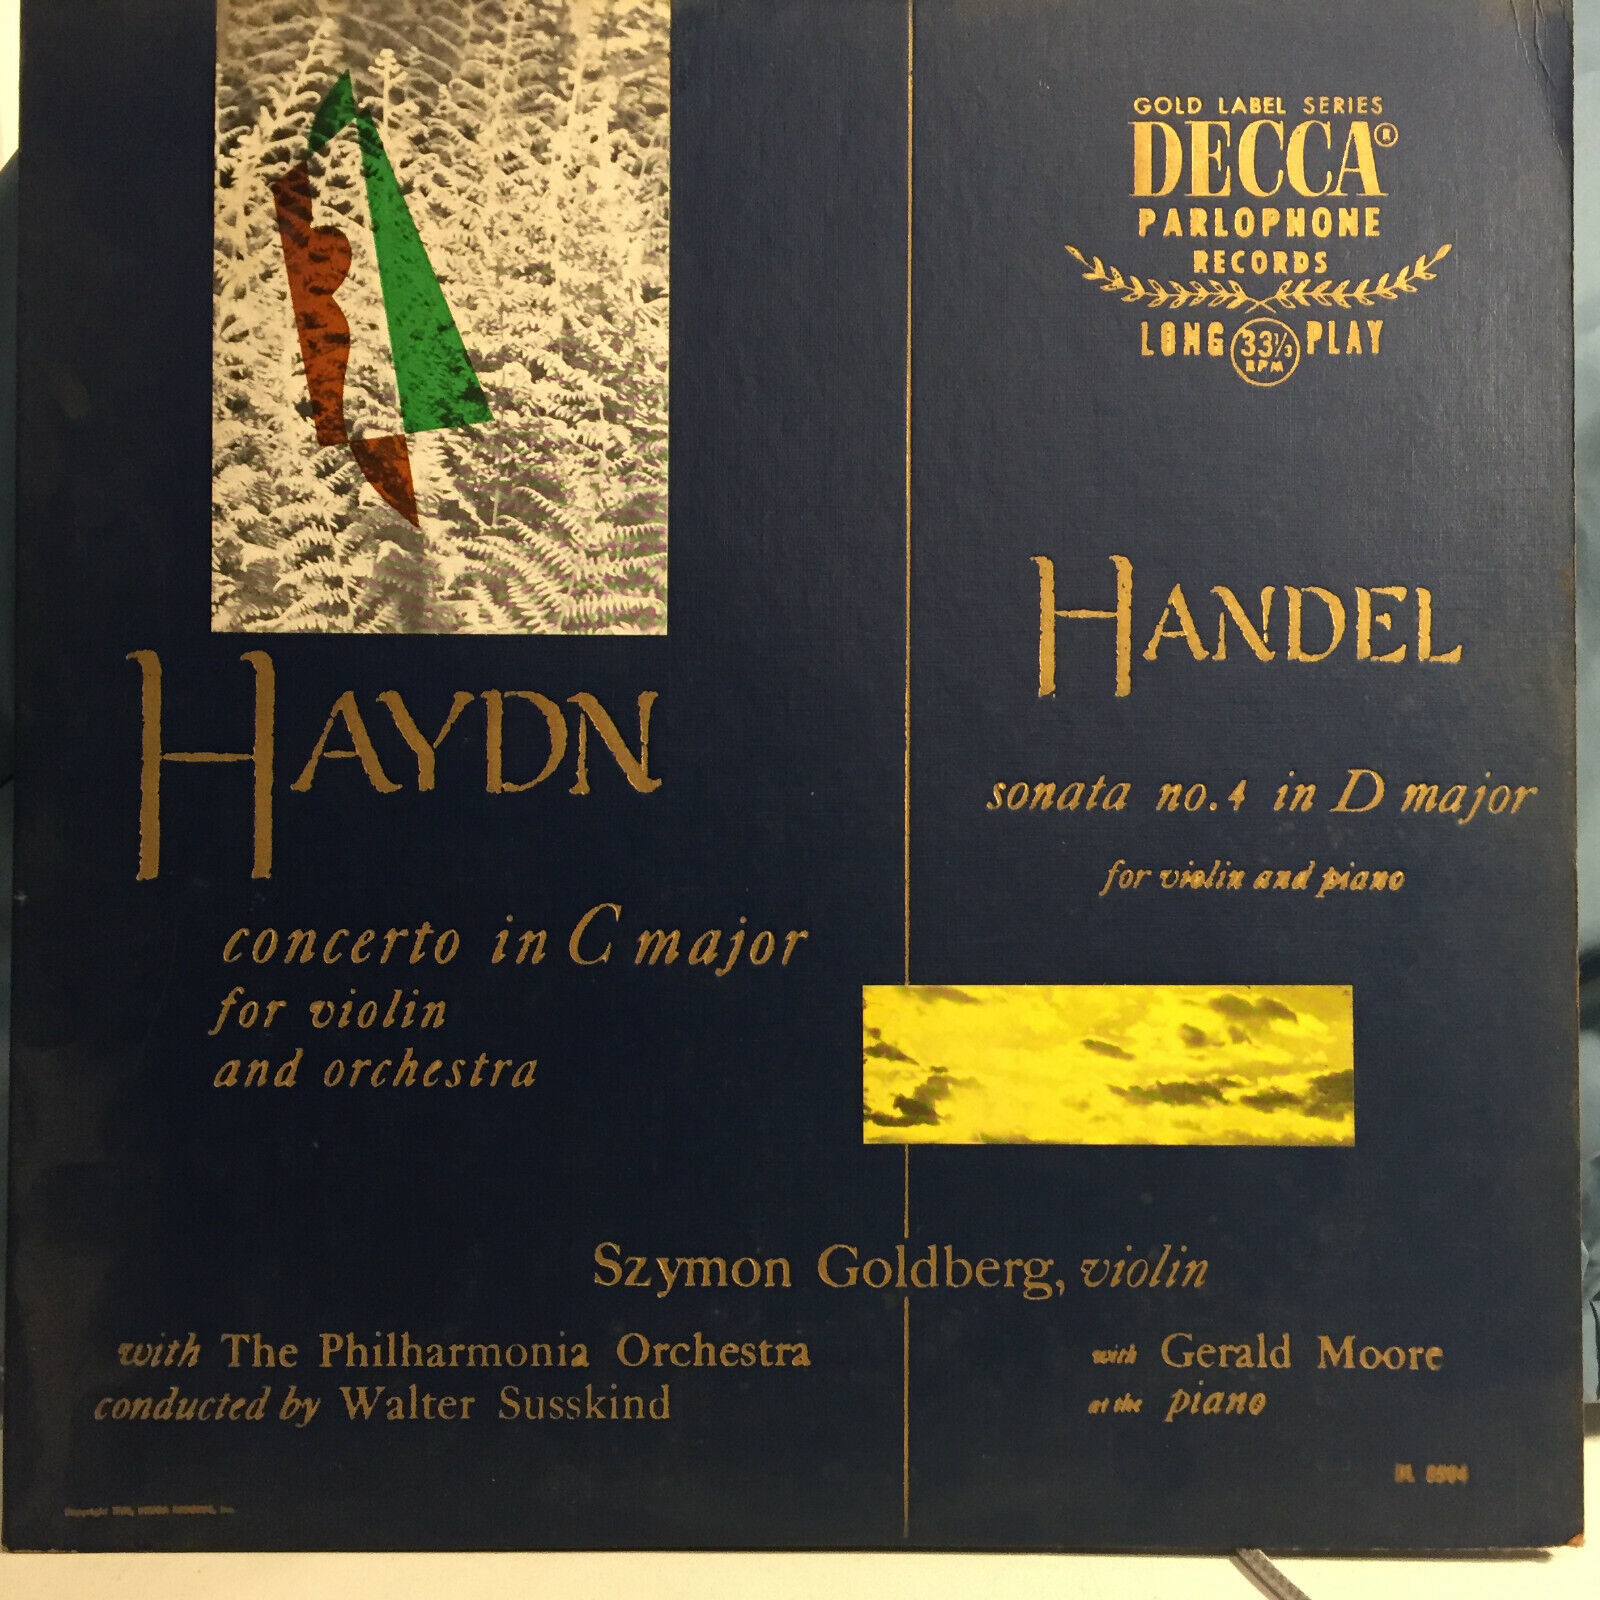 GOLD LABEL SERIES
DECCA®
PARLOPHONE
RECORDS
LONG 33⅓ RPM PLAY
HAYDN
concerto in C major
for violin
and orchestra
HANDEL
sonata no. 4 in D major
for violin and piano
Szymon Goldberg, violin
with The Philharmonia Orchestra
conducted by Walter Susskind
with Gerald Moore
at the piano
DL
Copyright